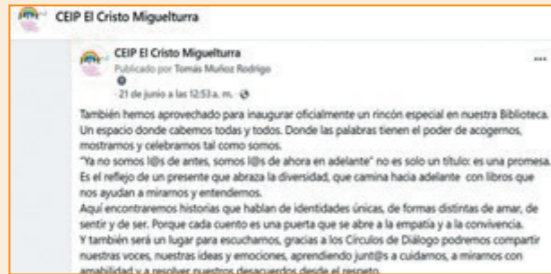 CEIP El Cristo Miguelturra
CEIP El Cristo Miguelturra
Publicado por Tomás Muñoz Rodrigo
· 21 de junio a las 12:53 a. m. ·
También hemos aprovechado para inaugurar oficialmente un rincón especial en nuestra Biblioteca.
Un espacio donde cabemos todas y todos. Donde las palabras tienen el poder de acogernos,
mostrarnos y celebrarnos tal como somos.
"Ya no somos l@s de antes, somos l@s de ahora en adelante" no es solo un título: es una promesa.
Es el reflejo de un presente que abraza la diversidad, que camina hacia adelante con libros que
nos ayudan a mirarnos y entendernos.
Aquí encontraremos historias que hablan de identidades únicas, de formas distintas de amar, de
sentir y de ser. Porque cada cuento es una puerta que se abre a la empatía y a la convivencia.
Y también será un lugar para escucharnos, gracias a los Círculos de Diálogo podremos compartir
nuestras voces, nuestras ideas y emociones, aprendiendo junt@s a cuidarnos, a mirarnos con
amabilidad y a resolver nuestros desacuerdos desde el respeto.